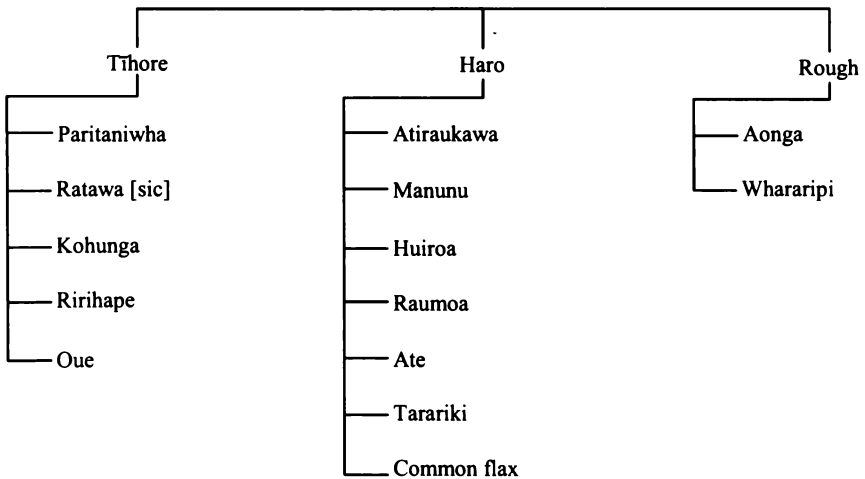 Tīhore
Paritaniwha
Ratawa [sic]
Kohunga
Ririhape
Oue
Haro
Atiraukawa
Manunu
Huiroa
Raumoa
Ate
Tarariki
Common flax
Rough
Aonga
Whararipi